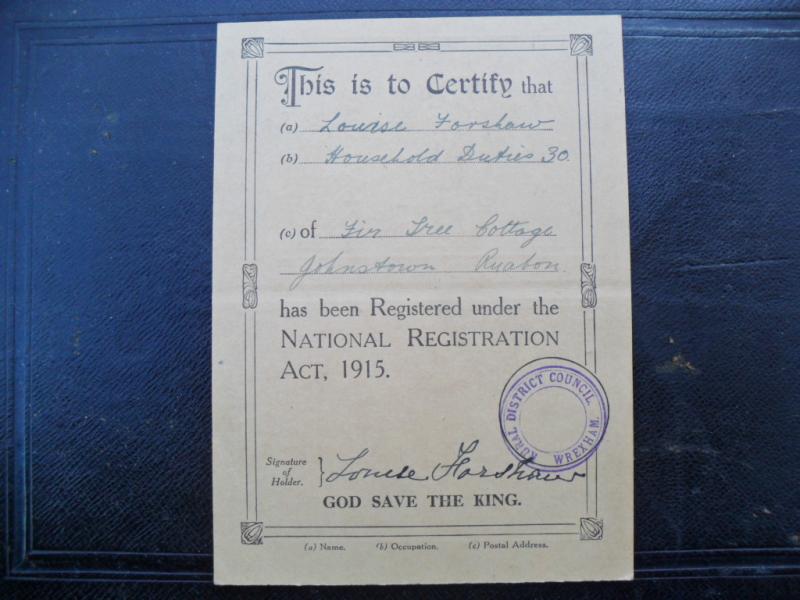 This is to Certify that
(a) Louise Forshaw
(b) Household Duties 30.
(c) of Fir Tree Cottage
Johnstown Ruabon.
has been Registered under the
NATIONAL REGISTRATION
ACT, 1915.
RURAL DISTRICT COUNCIL.
WREXHAM.
Signature
of
Holder.
} Louise Forshaw
GOD SAVE THE KING.
(a) Name. (b) Occupation. (c) Postal Address.